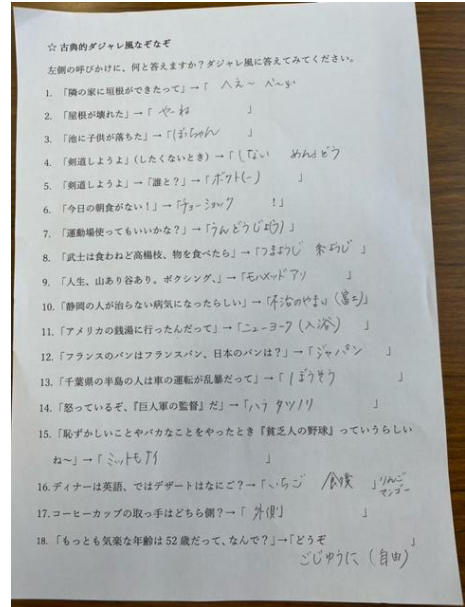 ☆ 古典的ダジャレ風なぞなぞ
左側の呼びかけに、何と答えますか？ダジャレ風に答えてみてください。
1. 「隣の家に垣根ができたって」→「 へえ〜 べ〜か
2. 「屋根が壊れた」→「 や〜ね 」
3. 「池に子供が落ちた」→「ぼっちゃん 」
4. 「剣道しようよ」（したくないとき）→「しない めんどう
5. 「剣道しようよ」→「誰と？」→「ボクト(ー) 」
6. 「今日の朝食がない！」→「チョーショック ！」
7. 「運動場使ってもいいかな？」→「うんどうじょ(う) 」
8. 「武士は食わねど高楊枝、物を食べたら」→「つまようじ 糸ようじ 」
9. 「人生、山あり谷あり。ボクシング、」→「モハメッド アリ 」
10. 「静岡の人が治らない病気になったらしい」→「不治のやまい（富士）」
11. 「アメリカの銭湯に行ったんだって」→「ニューヨーク（入浴） 」
12. 「フランスのパンはフランスパン、日本のパンは？」→「ジャパン 」
13. 「千葉県の半島の人は車の運転が乱暴だって」→「ぼうそう 」
14. 「怒っているぞ、『巨人軍の監督』だ」→「ハラ タツノリ 」
15. 「恥ずかしいことやバカなことをやったとき『貧乏人の野球』っていうらしい
ね〜」→「ミットモナイ 」
16. ディナーは英語、ではデザートはなにご？→「いちご 食後 」りんご
マンゴー
17. コーヒーカップの取っ手はどちら側？→「 外側 」
18. 「もっとも気楽な年齢は 52 歳だって、なんで？」→「どうぞ 」
ごじゆうに（自由）